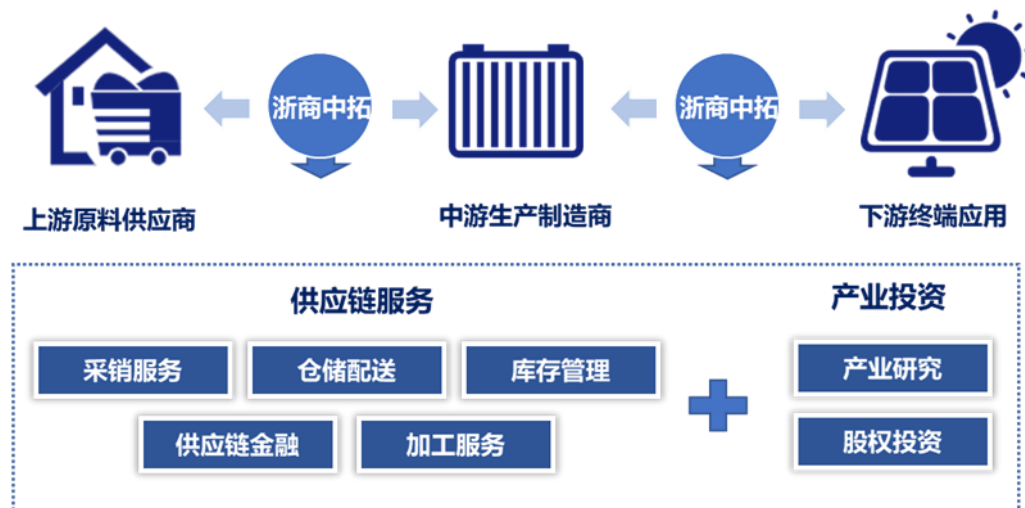 浙商中拓
浙商中拓
上游原料供应商
中游生产制造商
下游终端应用
供应链服务
产业投资
采销服务
仓储配送
库存管理
产业研究
供应链金融
加工服务
股权投资